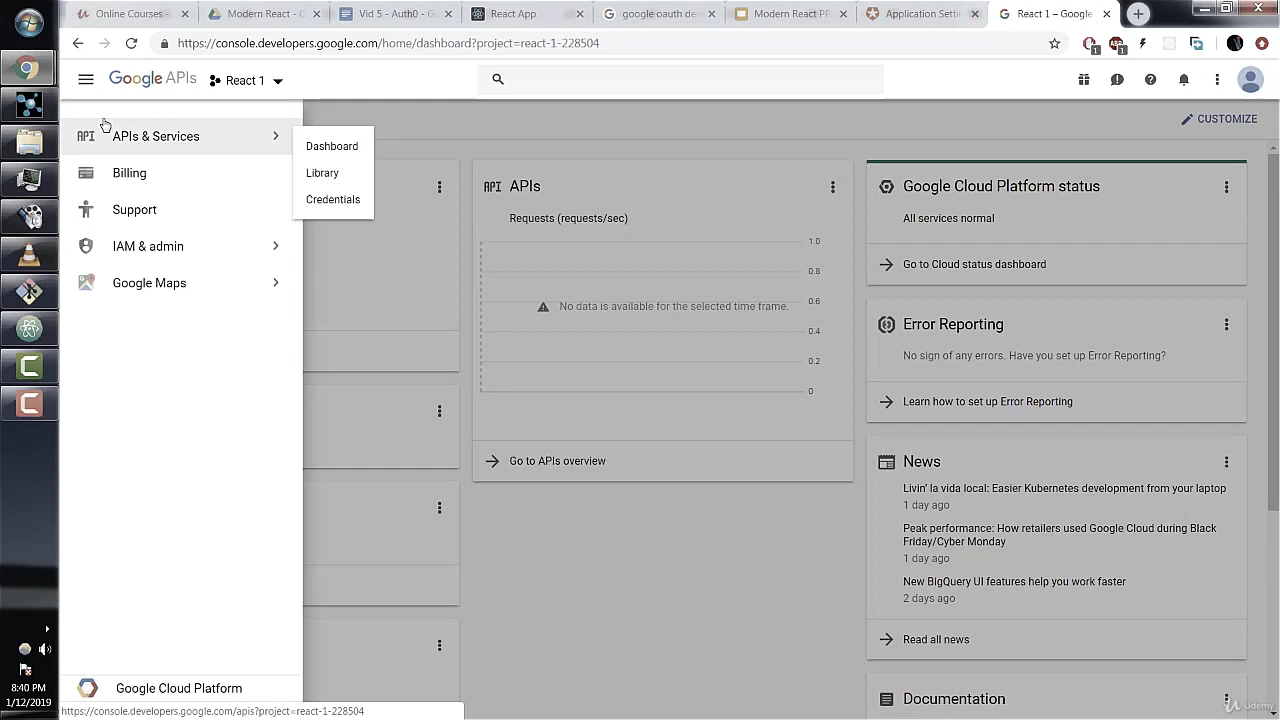 Online Courses -
Modern React - G
Vid 5 - Auth0 - G
React App
google oauth dev
Modern React PP
Application Settin
React 1 – Google
https://console.developers.google.com/home/dashboard?project=react-1-228504
Google APIs
React 1
CUSTOMIZE
API APIs & Services
Billing
Support
IAM & admin
Google Maps
Dashboard
Library
Credentials
API APIs
Requests (requests/sec)
1.0
0.8
0.6
0.4
0.2
0
No data is available for the selected time frame.
Go to APIs overview
Google Cloud Platform status
All services normal
Go to Cloud status dashboard
Error Reporting
No sign of any errors. Have you set up Error Reporting?
Learn how to set up Error Reporting
News
Livin' la vida local: Easier Kubernetes development from your laptop
1 day ago
Peak performance: How retailers used Google Cloud during Black
Friday/Cyber Monday
1 day ago
New BigQuery UI features help you work faster
2 days ago
Read all news
Documentation
Google Cloud Platform
https://console.developers.google.com/apis?project=react-1-228504
8:40 PM
1/12/2019
Udemy